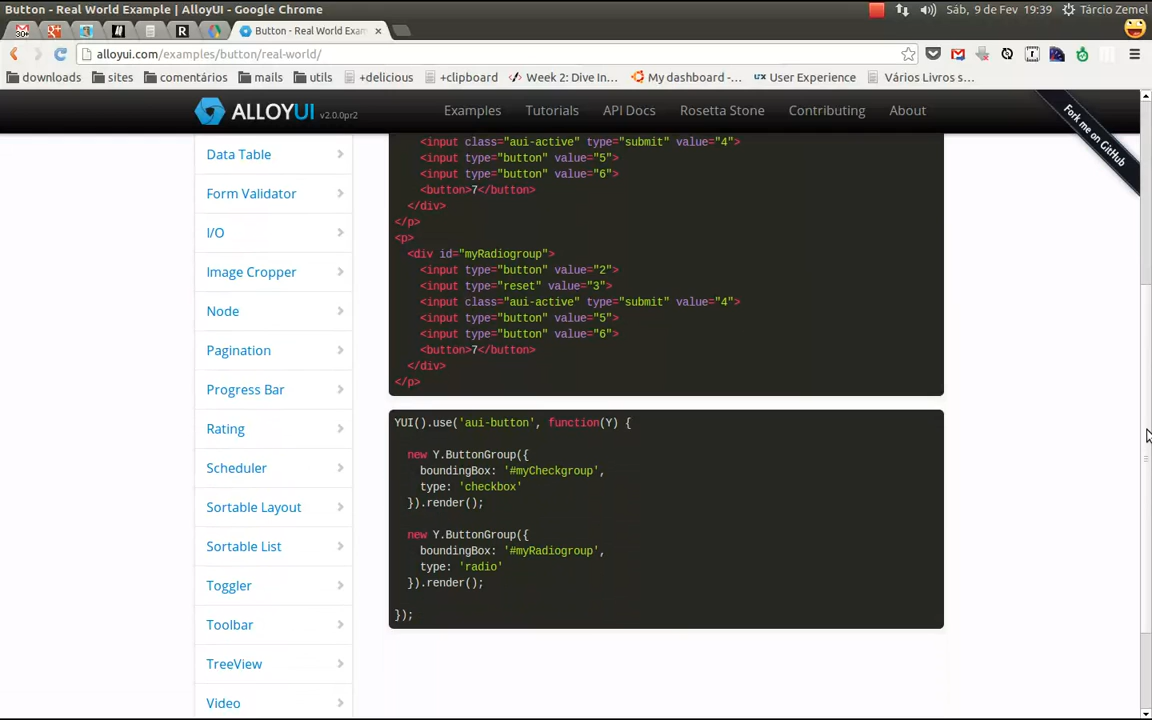 Button - Real World Example | AlloyUI - Google Chrome
Sáb, 9 de Fev 19:39 Tárcio Zemel
30+
R
Button - Real World Exam
alloyui.com/examples/button/real-world/
downloads sites comentários mails utils +delicious +clipboard Week 2: Dive In... My dashboard -... UX User Experience Vários Livros s...
ALLOYUI v2.0.0pr2 Examples Tutorials API Docs Rosetta Stone Contributing About
Fork me on GitHub
Data Table
Form Validator
I/O
Image Cropper
Node
Pagination
Progress Bar
Rating
Scheduler
Sortable Layout
Sortable List
Toggler
Toolbar
TreeView
Video
<input class="aui-active" type="submit" value="4">
<input type="button" value="5">
<input type="button" value="6">
<button>7</button>
</div>
</p>
<p>
<div id="myRadiogroup">
<input type="button" value="2">
<input type="reset" value="3">
<input class="aui-active" type="submit" value="4">
<input type="button" value="5">
<input type="button" value="6">
<button>7</button>
</div>
</p>
YUI().use('aui-button', function(Y) {
new Y.ButtonGroup({
boundingBox: '#myCheckgroup',
type: 'checkbox'
}).render();
new Y.ButtonGroup({
boundingBox: '#myRadiogroup',
type: 'radio'
}).render();
});